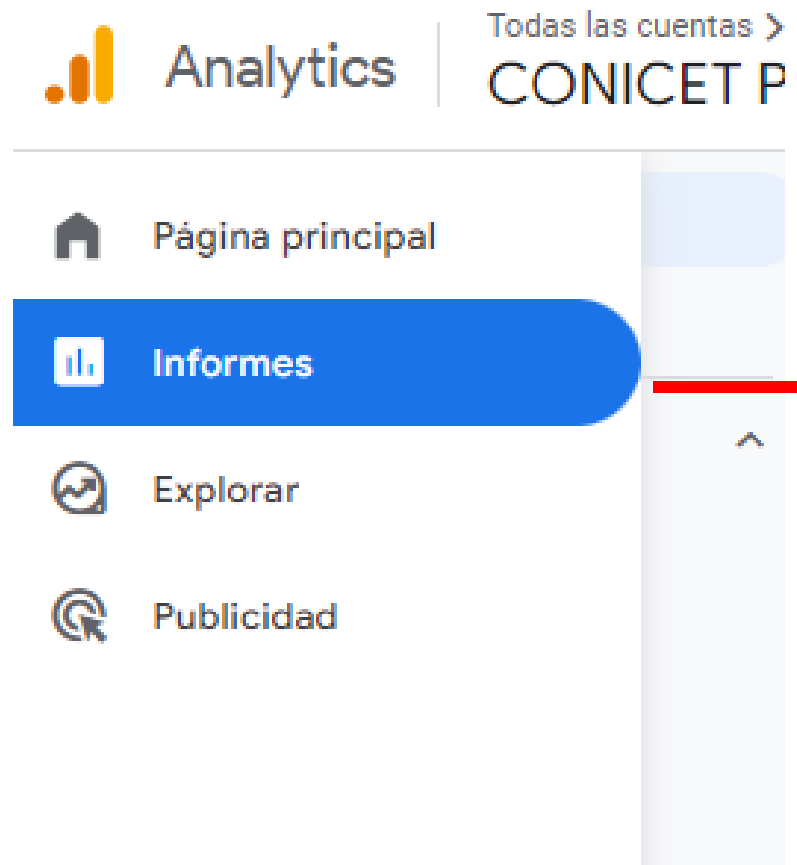 Analytics
Todas las cuentas >
CONICET P
Página principal
Informes
Explorar
Publicidad